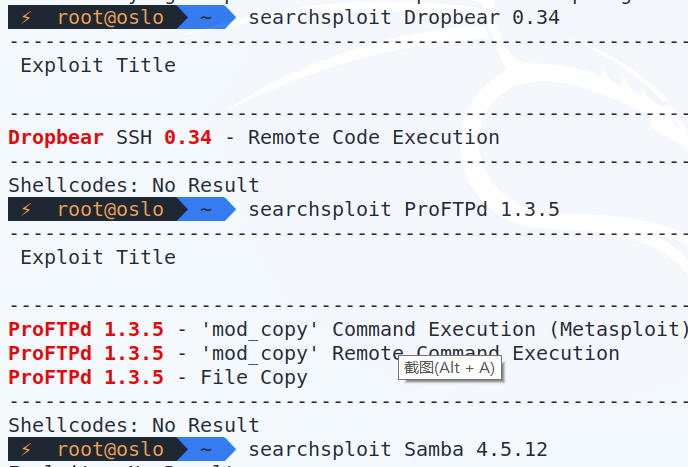 ⚡ root@oslo ~ searchsploit Dropbear 0.34
Exploit Title
Dropbear SSH 0.34 - Remote Code Execution
Shellcodes: No Result
⚡ root@oslo ~ searchsploit ProFTPd 1.3.5
Exploit Title
ProFTPd 1.3.5 - 'mod_copy' Command Execution (Metasploit)
ProFTPd 1.3.5 - 'mod_copy' Remote Command Execution
截图(Alt + A)
ProFTPd 1.3.5 - File Copy
Shellcodes: No Result
⚡ root@oslo ~ searchsploit Samba 4.5.12